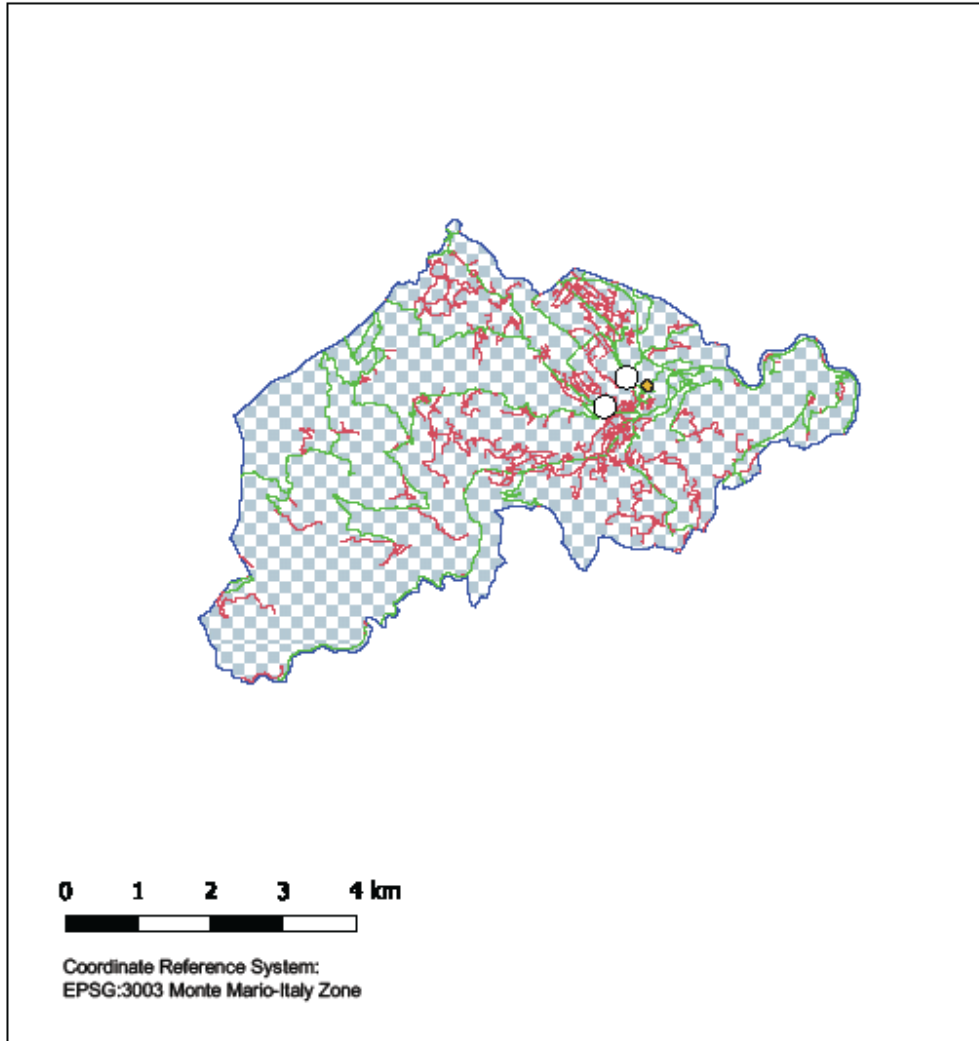 0 1 2 3 4 km
Coordinate Reference System:
EPSG:3003 Monte Mario-Italy Zone